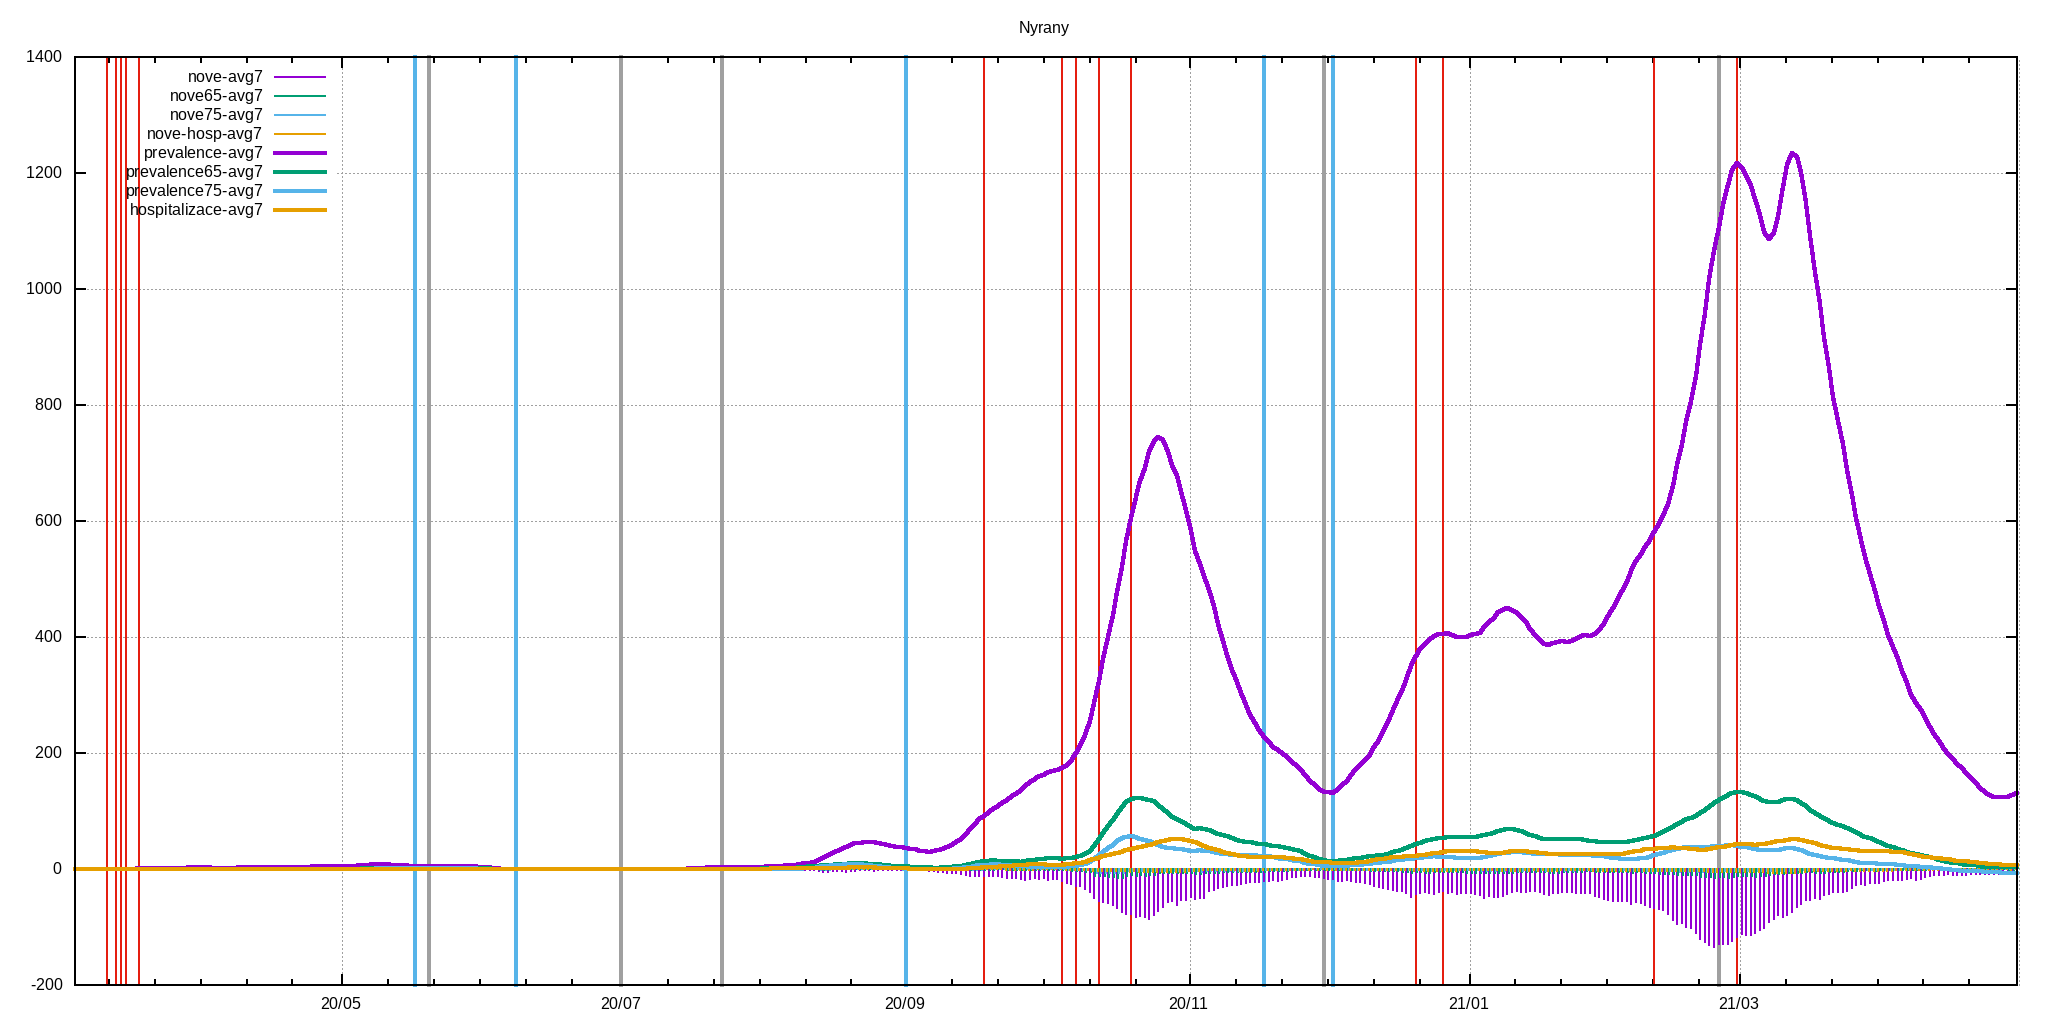 Nyrany
1400
1200
1000
800
600
400
200
0
-200
nove-avg7
nove65-avg7
nove75-avg7
nove-hosp-avg7
prevalence-avg7
prevalence65-avg7
prevalence75-avg7
hospitalizace-avg7
20/05 20/07 20/09 20/11 21/01 21/03